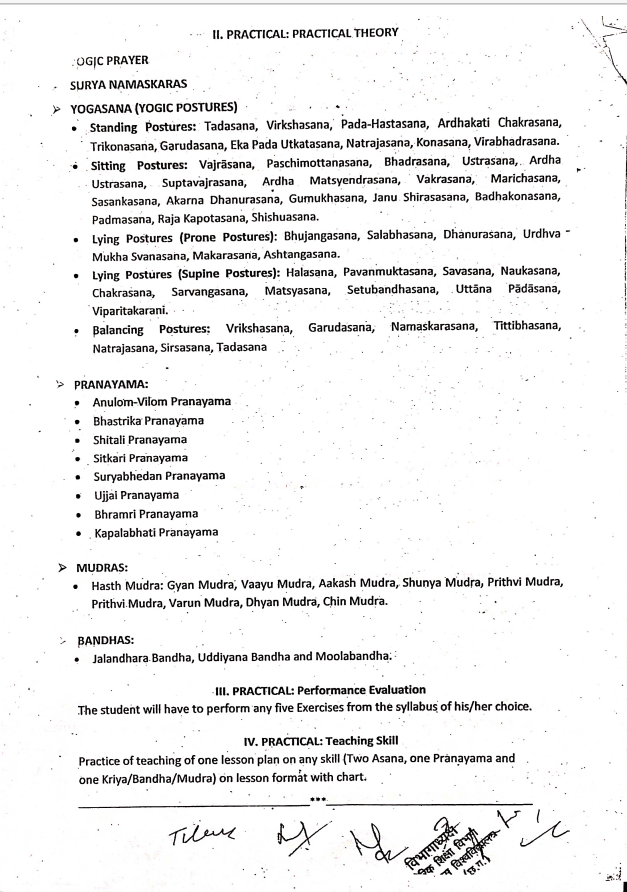 II. PRACTICAL: PRACTICAL THEORY
YOGIC PRAYER
SURYA NAMASKARAS
➢ YOGASANA (YOGIC POSTURES)
• Standing Postures: Tadasana, Virkshasana, Pada-Hastasana, Ardhakati Chakrasana,
Trikonasana, Garudasana, Eka Pada Utkatasana, Natrajasana, Konasana, Virabhadrasana.
• Sitting Postures: Vajrāsana, Paschimottanasana, Bhadrasana, Ustrasana, Ardha
Ustrasana, Suptavajrasana, Ardha Matsyendrasana, Vakrasana, Marichasana,
Sasankasana, Akarna Dhanurasana, Gumukhasana, Janu Shirasasana, Badhakonasana,
Padmasana, Raja Kapotasana, Shishuasana.
• Lying Postures (Prone Postures): Bhujangasana, Salabhasana, Dhanurasana, Urdhva
Mukha Svanasana, Makarasana, Ashtangasana.
• Lying Postures (Supine Postures): Halasana, Pavanmuktasana, Savasana, Naukasana,
Chakrasana, Sarvangasana, Matsyasana, Setubandhasana, Uttāna Pādāsana,
Viparitakarani.
• Balancing Postures: Vrikshasana, Garudasana, Namaskarasana, Tittibhasana,
Natrajasana, Sirsasana, Tadasana
➢ PRANAYAMA:
• Anulom-Vilom Pranayama
• Bhastrika Pranayama
• Shitali Pranayama
• Sitkari Pranayama
• Suryabhedan Pranayama
• Ujjai Pranayama
• Bhramri Pranayama
• Kapalabhati Pranayama
➢ MUDRAS:
• Hasth Mudra: Gyan Mudra, Vaayu Mudra, Aakash Mudra, Shunya Mudra, Prithvi Mudra,
Prithvi Mudra, Varun Mudra, Dhyan Mudra, Chin Mudra.
➢ BANDHAS:
• Jalandhara Bandha, Uddiyana Bandha and Moolabandha.
III. PRACTICAL: Performance Evaluation
The student will have to perform any five Exercises from the syllabus of his/her choice.
IV. PRACTICAL: Teaching Skill
Practice of teaching of one lesson plan on any skill (Two Asana, one Pranayama and
one Kriya/Bandha/Mudra) on lesson format with chart.
***
विभागाध्यक्ष
शिक्षा विभाग
(छ.ग.)